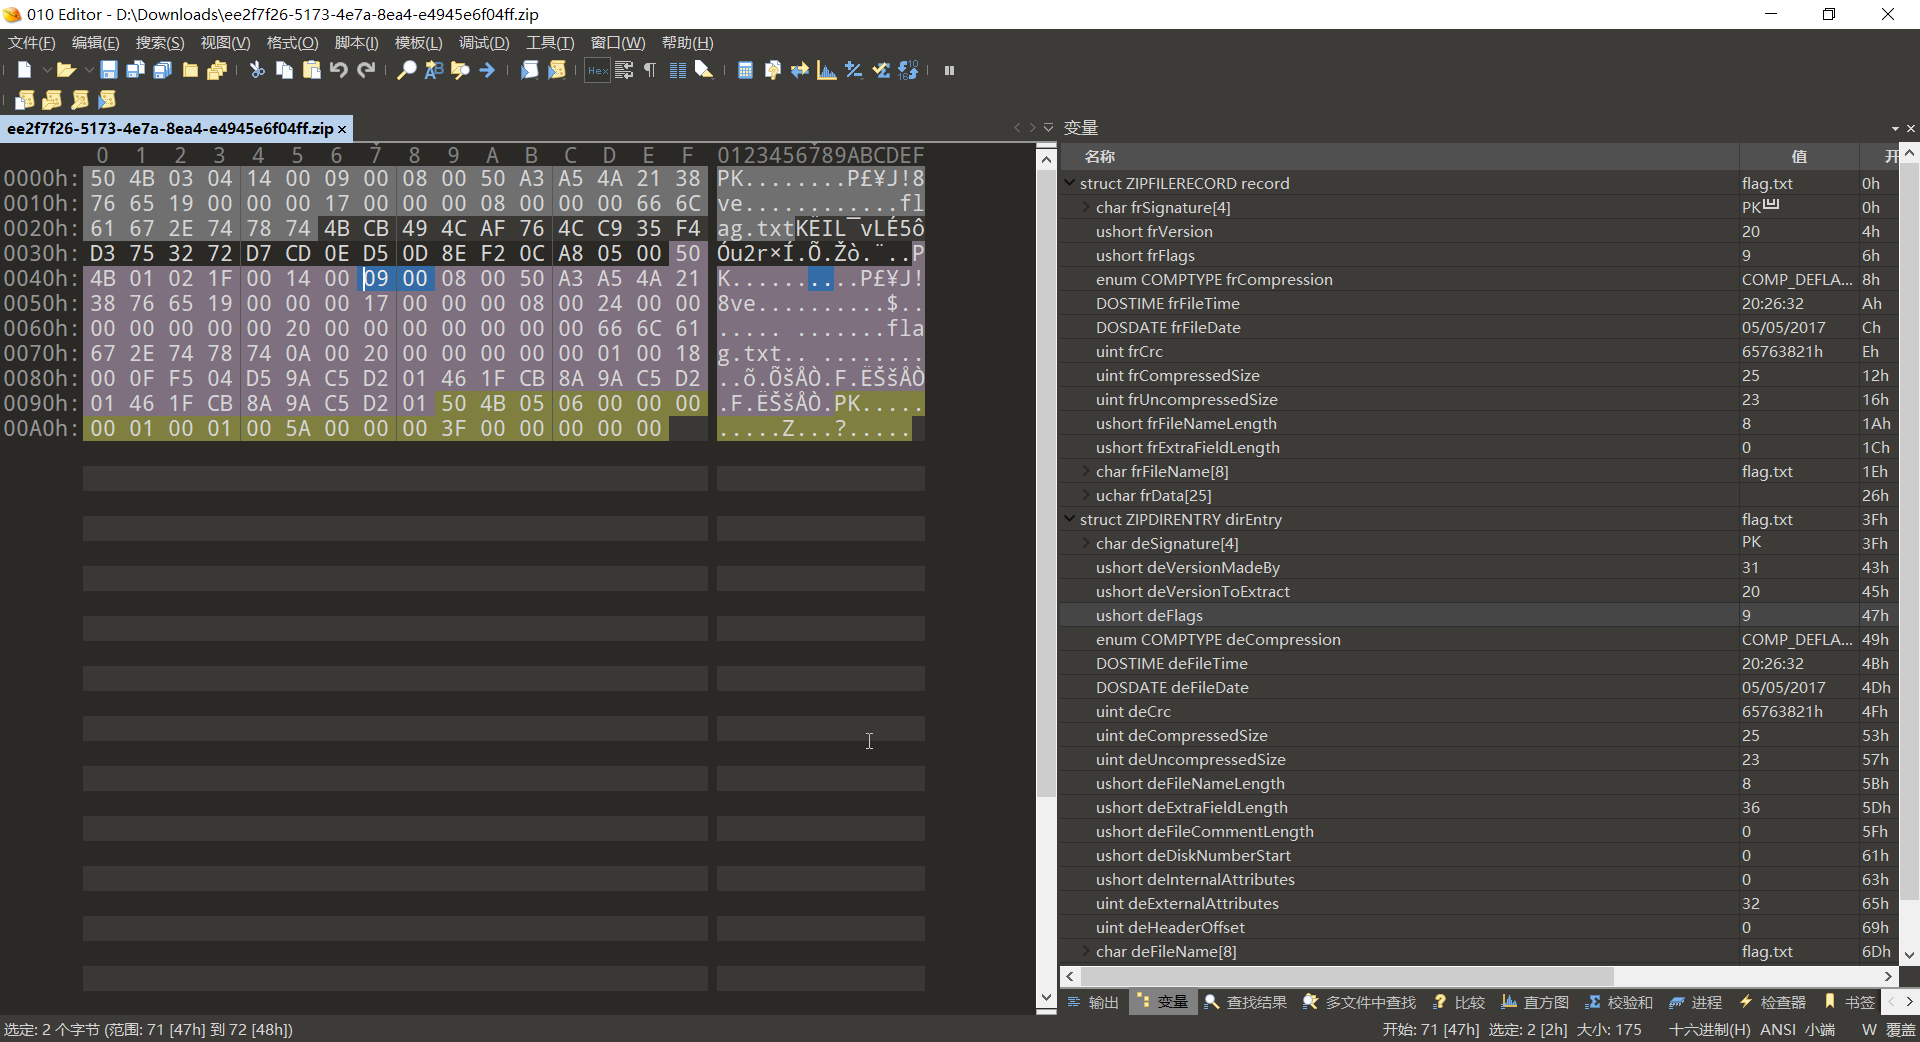 010 Editor - D:\Downloads\ee2f7f26-5173-4e7a-8ea4-e4945e6f04ff.zip
文件(F) 编辑(E) 搜索(S) 视图(V) 格式(O) 脚本(I) 模板(L) 调试(D) 工具(T) 窗口(W) 帮助(H)
ee2f7f26-5173-4e7a-8ea4-e4945e6f04ff.zip ×
0 1 2 3 4 5 6 7 8 9 A B C D E F 0123456789ABCDEF
0000h: 50 4B 03 04 14 00 09 00 08 00 50 A3 A5 4A 21 38 PK........P£¥J!8
0010h: 76 65 19 00 00 00 17 00 00 00 08 00 00 00 66 6C ve............fl
0020h: 61 67 2E 74 78 74 4B CB 49 4C AF 76 4C C9 35 F4 ag.txtKËIL¯vLÉ5ô
0030h: D3 75 32 72 D7 CD 0E D5 0D 8E F2 0C A8 05 00 50 Óu2r×Í.Õ.Žò.¨..P
0040h: 4B 01 02 1F 00 14 00 09 00 08 00 50 A3 A5 4A 21 K..........P£¥J!
0050h: 38 76 65 19 00 00 00 17 00 00 00 08 00 24 00 00 8ve..........$..
0060h: 00 00 00 00 00 20 00 00 00 00 00 00 00 66 6C 61 ..... .......fla
0070h: 67 2E 74 78 74 0A 00 20 00 00 00 00 00 01 00 18 g.txt.. ........
0080h: 00 0F F5 04 D5 9A C5 D2 01 46 1F CB 8A 9A C5 D2 ..õ.ÕšÅÒ.F.ËŠšÅÒ
0090h: 01 46 1F CB 8A 9A C5 D2 01 50 4B 05 06 00 00 00 .F.ËŠšÅÒ.PK.....
00A0h: 00 01 00 01 00 5A 00 00 00 3F 00 00 00 00 00 .....Z...?.....
变量
名称 值 开
struct ZIPFILERECORD record flag.txt 0h
char frSignature[4] PK 0h
ushort frVersion 20 4h
ushort frFlags 9 6h
enum COMPTYPE frCompression COMP_DEFLA... 8h
DOSTIME frFileTime 20:26:32 Ah
DOSDATE frFileDate 05/05/2017 Ch
uint frCrc 65763821h Eh
uint frCompressedSize 25 12h
uint frUncompressedSize 23 16h
ushort frFileNameLength 8 1Ah
ushort frExtraFieldLength 0 1Ch
char frFileName[8] flag.txt 1Eh
uchar frData[25] 26h
struct ZIPDIRENTRY dirEntry flag.txt 3Fh
char deSignature[4] PK 3Fh
ushort deVersionMadeBy 31 43h
ushort deVersionToExtract 20 45h
ushort deFlags 9 47h
enum COMPTYPE deCompression COMP_DEFLA... 49h
DOSTIME deFileTime 20:26:32 4Bh
DOSDATE deFileDate 05/05/2017 4Dh
uint deCrc 65763821h 4Fh
uint deCompressedSize 25 53h
uint deUncompressedSize 23 57h
ushort deFileNameLength 8 5Bh
ushort deExtraFieldLength 36 5Dh
ushort deFileCommentLength 0 5Fh
ushort deDiskNumberStart 0 61h
ushort deInternalAttributes 0 63h
uint deExternalAttributes 32 65h
uint deHeaderOffset 0 69h
char deFileName[8] flag.txt 6Dh
输出 变量 查找结果 多文件中查找 比较 直方图 校验和 进程 检查器 书签
选定: 2 个字节 (范围: 71 [47h] 到 72 [48h]) 开始: 71 [47h] 选定: 2 [2h] 大小: 175 十六进制(H) ANSI 小端 W 覆盖